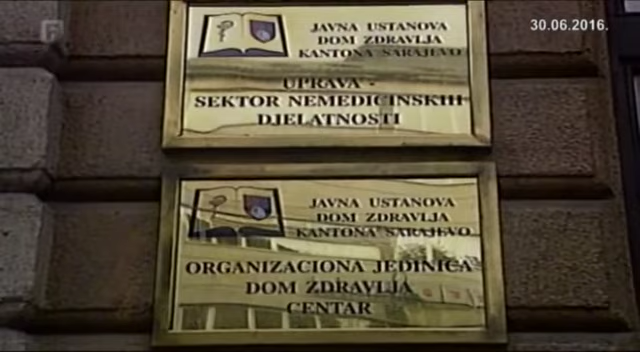 30.06.2016.
JAVNA USTANOVA
DOM ZDRAVLJA
KANTONA SARAJEVO
UPRAVA -
SEKTOR NEMEDICINSKIH
DJELATNOSTI
JAVNA USTANOVA
DOM ZDRAVLJA
KANTONA SARAJEVO
ORGANIZACIONA JEDINICA
DOM ZDRAVLJA
CENTAR